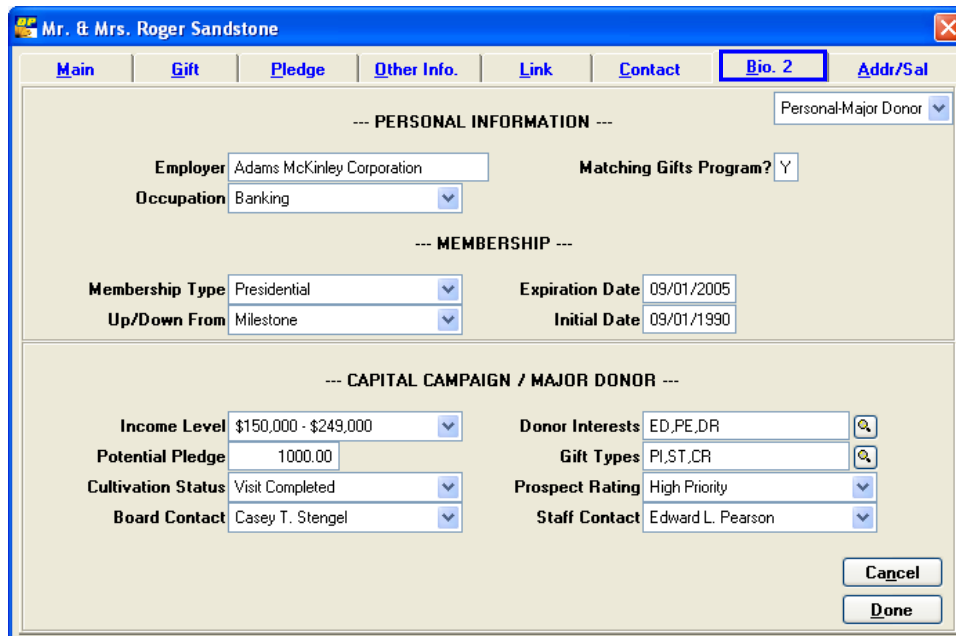 Mr. & Mrs. Roger Sandstone
Main Gift Pledge Other Info. Link Contact Bio. 2 Addr/Sal
Personal-Major Donor
--- PERSONAL INFORMATION ---
Employer Adams McKinley Corporation Matching Gifts Program? Y
Occupation Banking
--- MEMBERSHIP ---
Membership Type Presidential Expiration Date 09/01/2005
Up/Down From Milestone Initial Date 09/01/1990
--- CAPITAL CAMPAIGN / MAJOR DONOR ---
Income Level $150,000 - $249,000 Donor Interests ED,PE,DR
Potential Pledge 1000.00 Gift Types PI,ST,CR
Cultivation Status Visit Completed Prospect Rating High Priority
Board Contact Casey T. Stengel Staff Contact Edward L. Pearson
Cancel
Done